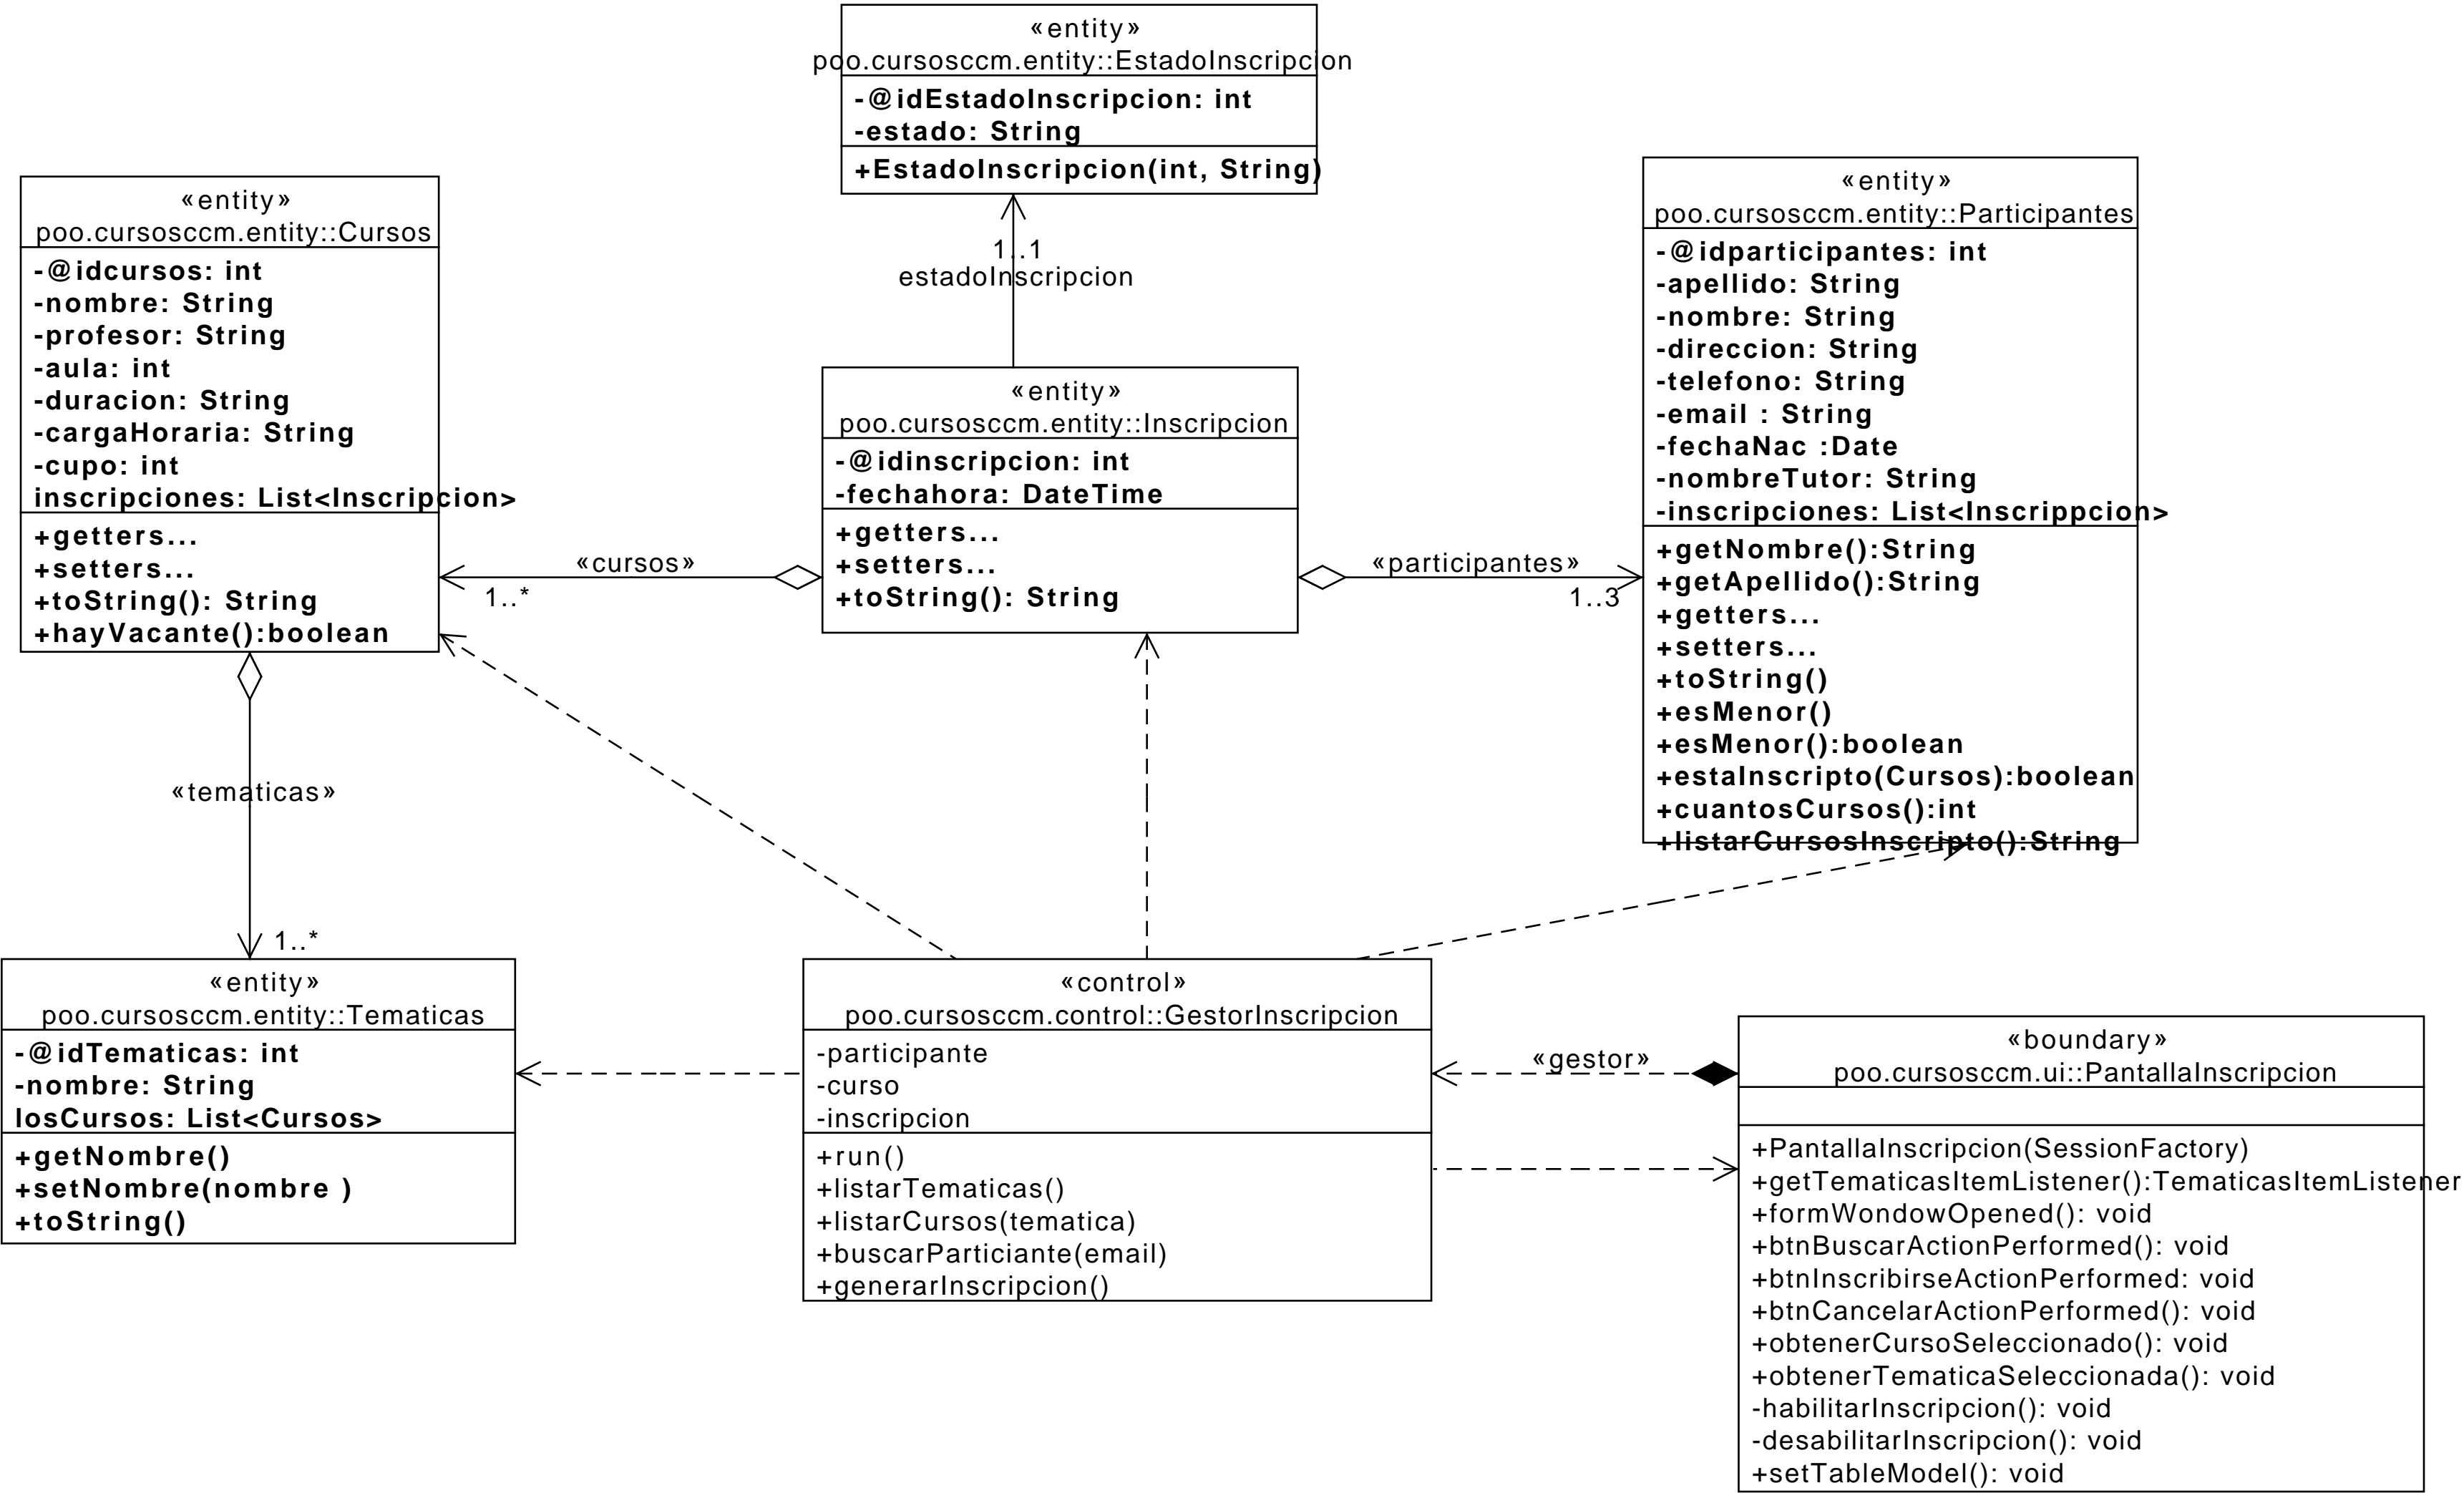 «entity»
poo.cursosccm.entity::EstadoInscripcion
-@idEstadoInscripcion: int
-estado: String
+EstadoInscripcion(int, String)
«entity»
poo.cursosccm.entity::Cursos
-@idcursos: int
-nombre: String
-profesor: String
-aula: int
-duracion: String
-cargaHoraria: String
-cupo: int
inscripciones: List<Inscripcion>
+getters...
+setters...
+toString(): String
+hayVacante():boolean
1..1
estadoInscripcion
«entity»
poo.cursosccm.entity::Inscripcion
-@idinscripcion: int
-fechahora: DateTime
+getters...
+setters...
+toString(): String
«entity»
poo.cursosccm.entity::Participantes
-@idparticipantes: int
-apellido: String
-nombre: String
-direccion: String
-telefono: String
-email : String
-fechaNac :Date
-nombreTutor: String
-inscripciones: List<Inscrippcion>
+getNombre():String
+getApellido():String
+getters...
+setters...
+toString()
+esMenor()
+esMenor():boolean
+estaInscripto(Cursos):boolean
+cuantosCursos():int
+listarCursosInscripto():String
«cursos»
1..*
«participantes»
1..3
«tematicas»
1..*
«entity»
poo.cursosccm.entity::Tematicas
-@idTematicas: int
-nombre: String
losCursos: List<Cursos>
+getNombre()
+setNombre(nombre )
+toString()
«control»
poo.cursosccm.control::GestorInscripcion
-participante
-curso
-inscripcion
+run()
+listarTematicas()
+listarCursos(tematica)
+buscarParticiante(email)
+generarInscripcion()
«gestor»
«boundary»
poo.cursosccm.ui::PantallaInscripcion
+PantallaInscripcion(SessionFactory)
+getTematicasItemListener():TematicasItemListener
+formWondowOpened(): void
+btnBuscarActionPerformed(): void
+btnInscribirseActionPerformed: void
+btnCancelarActionPerformed(): void
+obtenerCursoSeleccionado(): void
+obtenerTematicaSeleccionada(): void
-habilitarInscripcion(): void
-desabilitarInscripcion(): void
+setTableModel(): void